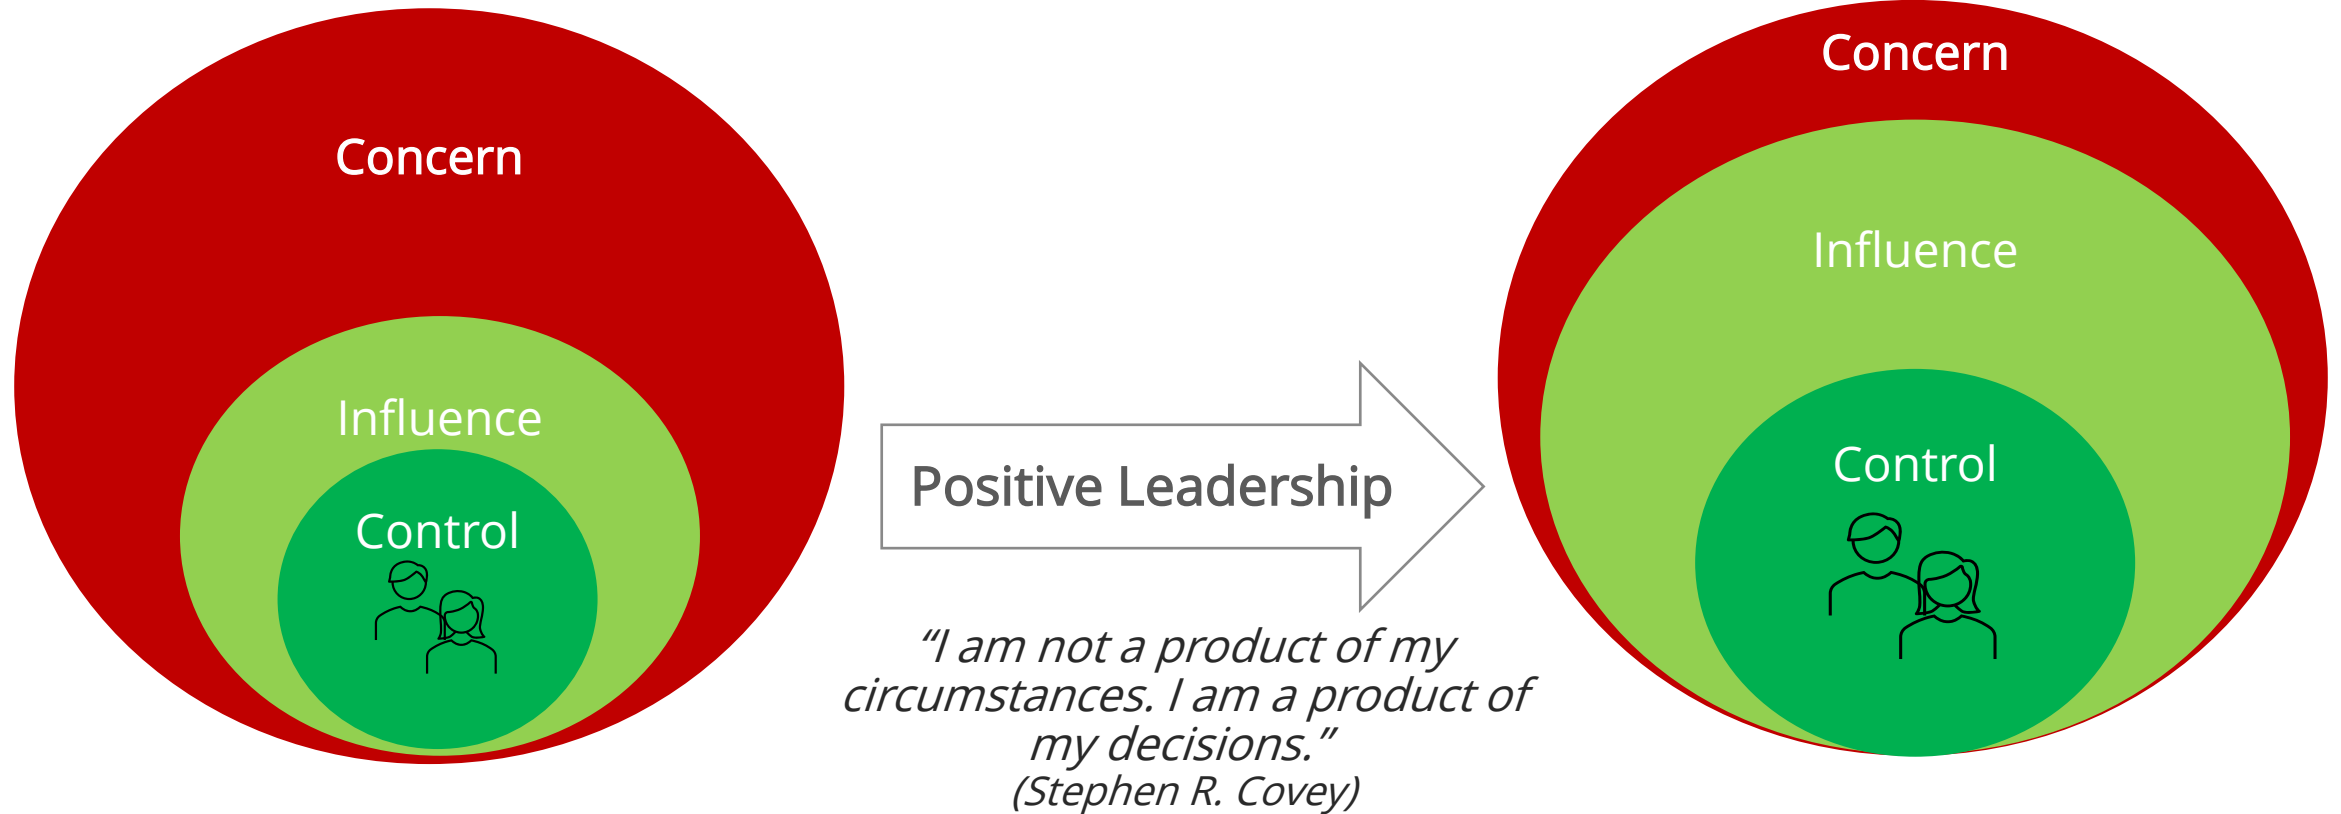 Concern
Influence
Control
Positive Leadership
“I am not a product of my
circumstances. I am a product of
my decisions.”
(Stephen R. Covey)
Concern
Influence
Control